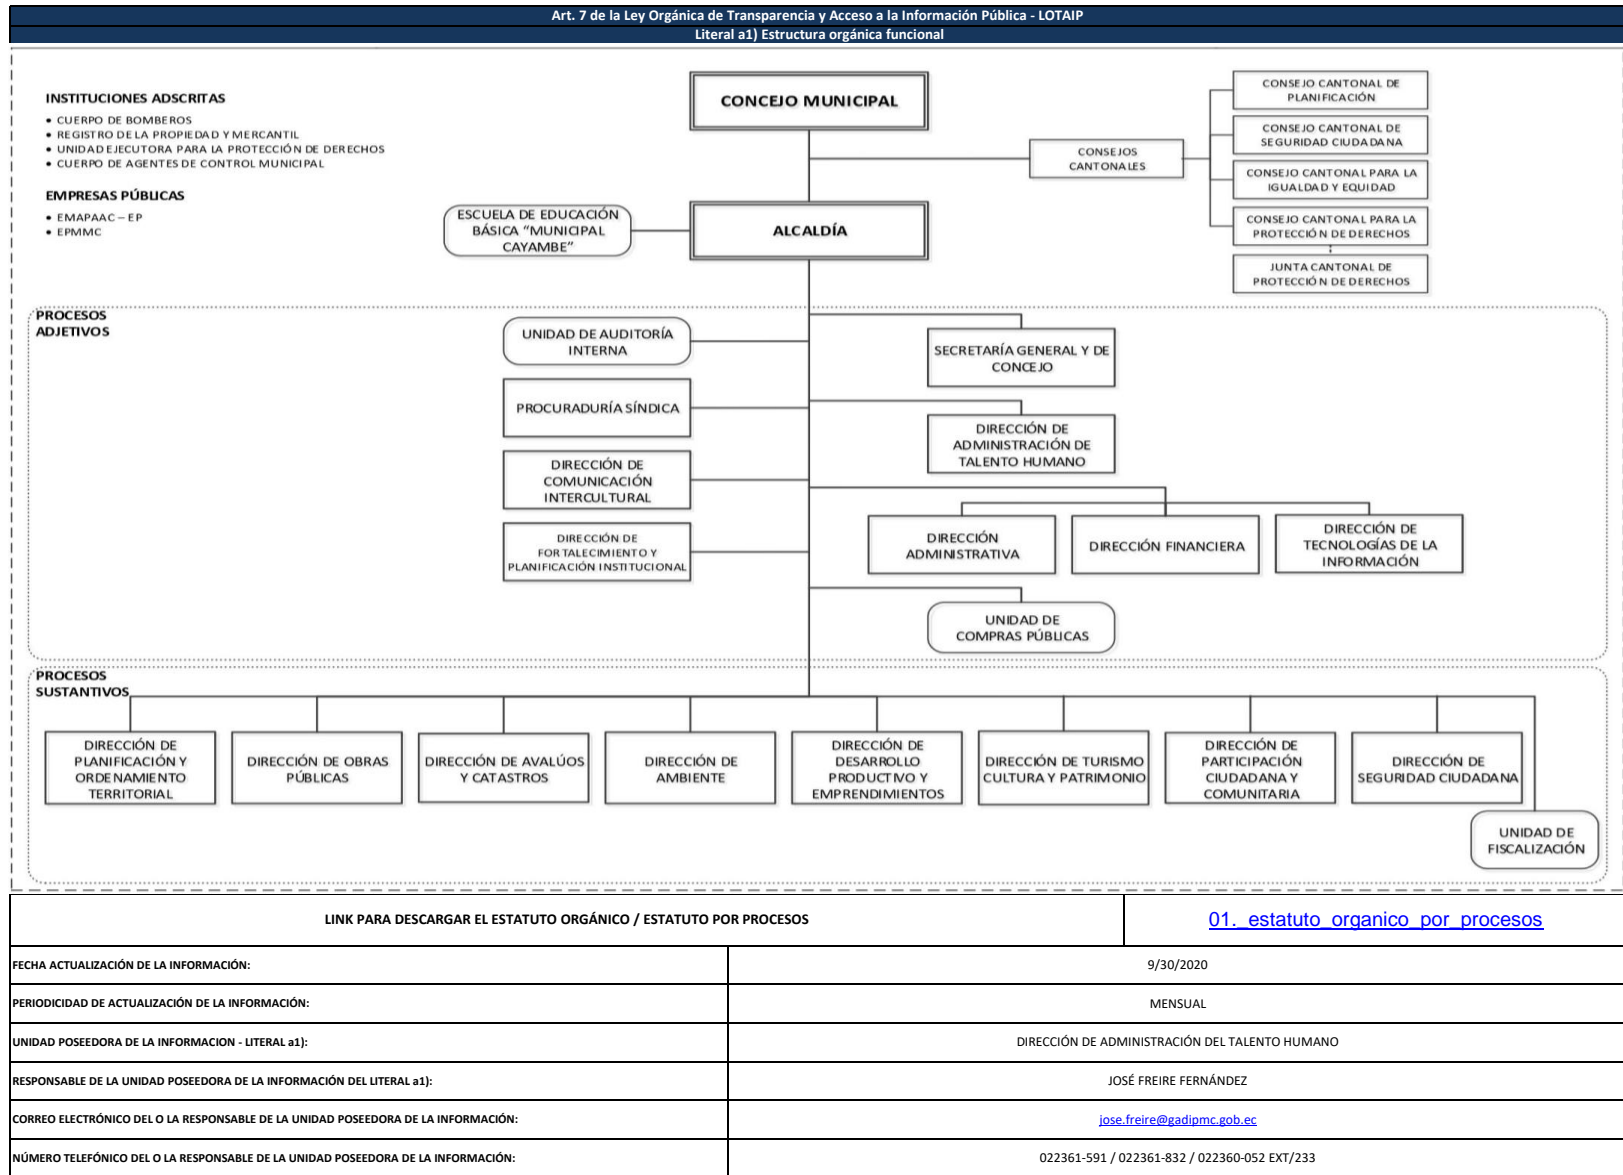 Art. 7 de la Ley Orgánica de Transparencia y Acceso a la Información Pública - LOTAIP
Literal a1) Estructura orgánica funcional
INSTITUCIONES ADSCRITAS
• CUERPO DE BOMBEROS
• REGISTRO DE LA PROPIEDAD Y MERCANTIL
• UNIDAD EJECUTORA PARA LA PROTECCIÓN DE DERECHOS
• CUERPO DE AGENTES DE CONTROL MUNICIPAL
EMPRESAS PÚBLICAS
• EMAPAAC – EP
• EPMMC
CONCEJO MUNICIPAL
CONSEJOS
CANTONALES
CONSEJO CANTONAL DE
PLANIFICACIÓN
CONSEJO CANTONAL DE
SEGURIDAD CIUDADANA
CONSEJO CANTONAL PARA LA
IGUALDAD Y EQUIDAD
CONSEJO CANTONAL PARA LA
PROTECCIÓN DE DERECHOS
JUNTA CANTONAL DE
PROTECCIÓN DE DERECHOS
ESCUELA DE EDUCACIÓN
BÁSICA “MUNICIPAL
CAYAMBE”
ALCALDÍA
PROCESOS
ADJETIVOS
UNIDAD DE AUDITORÍA
INTERNA
SECRETARÍA GENERAL Y DE
CONCEJO
PROCURADURÍA SÍNDICA
DIRECCIÓN DE
ADMINISTRACIÓN DE
TALENTO HUMANO
DIRECCIÓN DE
COMUNICACIÓN
INTERCULTURAL
DIRECCIÓN DE
FORTALECIMIENTO Y
PLANIFICACIÓN INSTITUCIONAL
DIRECCIÓN
ADMINISTRATIVA
DIRECCIÓN FINANCIERA
DIRECCIÓN DE
TECNOLOGÍAS DE LA
INFORMACIÓN
UNIDAD DE
COMPRAS PÚBLICAS
PROCESOS
SUSTANTIVOS
DIRECCIÓN DE
PLANIFICACIÓN Y
ORDENAMIENTO
TERRITORIAL
DIRECCIÓN DE OBRAS
PÚBLICAS
DIRECCIÓN DE AVALÚOS
Y CATASTROS
DIRECCIÓN DE
AMBIENTE
DIRECCIÓN DE
DESARROLLO
PRODUCTIVO Y
EMPRENDIMIENTOS
DIRECCIÓN DE TURISMO
CULTURA Y PATRIMONIO
DIRECCIÓN DE
PARTICIPACIÓN
CIUDADANA Y
COMUNITARIA
DIRECCIÓN DE
SEGURIDAD CIUDADANA
UNIDAD DE
FISCALIZACIÓN
LINK PARA DESCARGAR EL ESTATUTO ORGÁNICO / ESTATUTO POR PROCESOS
01._estatuto_organico_por_procesos
FECHA ACTUALIZACIÓN DE LA INFORMACIÓN:
9/30/2020
PERIODICIDAD DE ACTUALIZACIÓN DE LA INFORMACIÓN:
MENSUAL
UNIDAD POSEEDORA DE LA INFORMACION - LITERAL a1):
DIRECCIÓN DE ADMINISTRACIÓN DEL TALENTO HUMANO
RESPONSABLE DE LA UNIDAD POSEEDORA DE LA INFORMACIÓN DEL LITERAL a1):
JOSÉ FREIRE FERNÁNDEZ
CORREO ELECTRÓNICO DEL O LA RESPONSABLE DE LA UNIDAD POSEEDORA DE LA INFORMACIÓN:
jose.freire@gadipmc.gob.ec
NÚMERO TELEFÓNICO DEL O LA RESPONSABLE DE LA UNIDAD POSEEDORA DE LA INFORMACIÓN:
022361-591 / 022361-832 / 022360-052 EXT/233